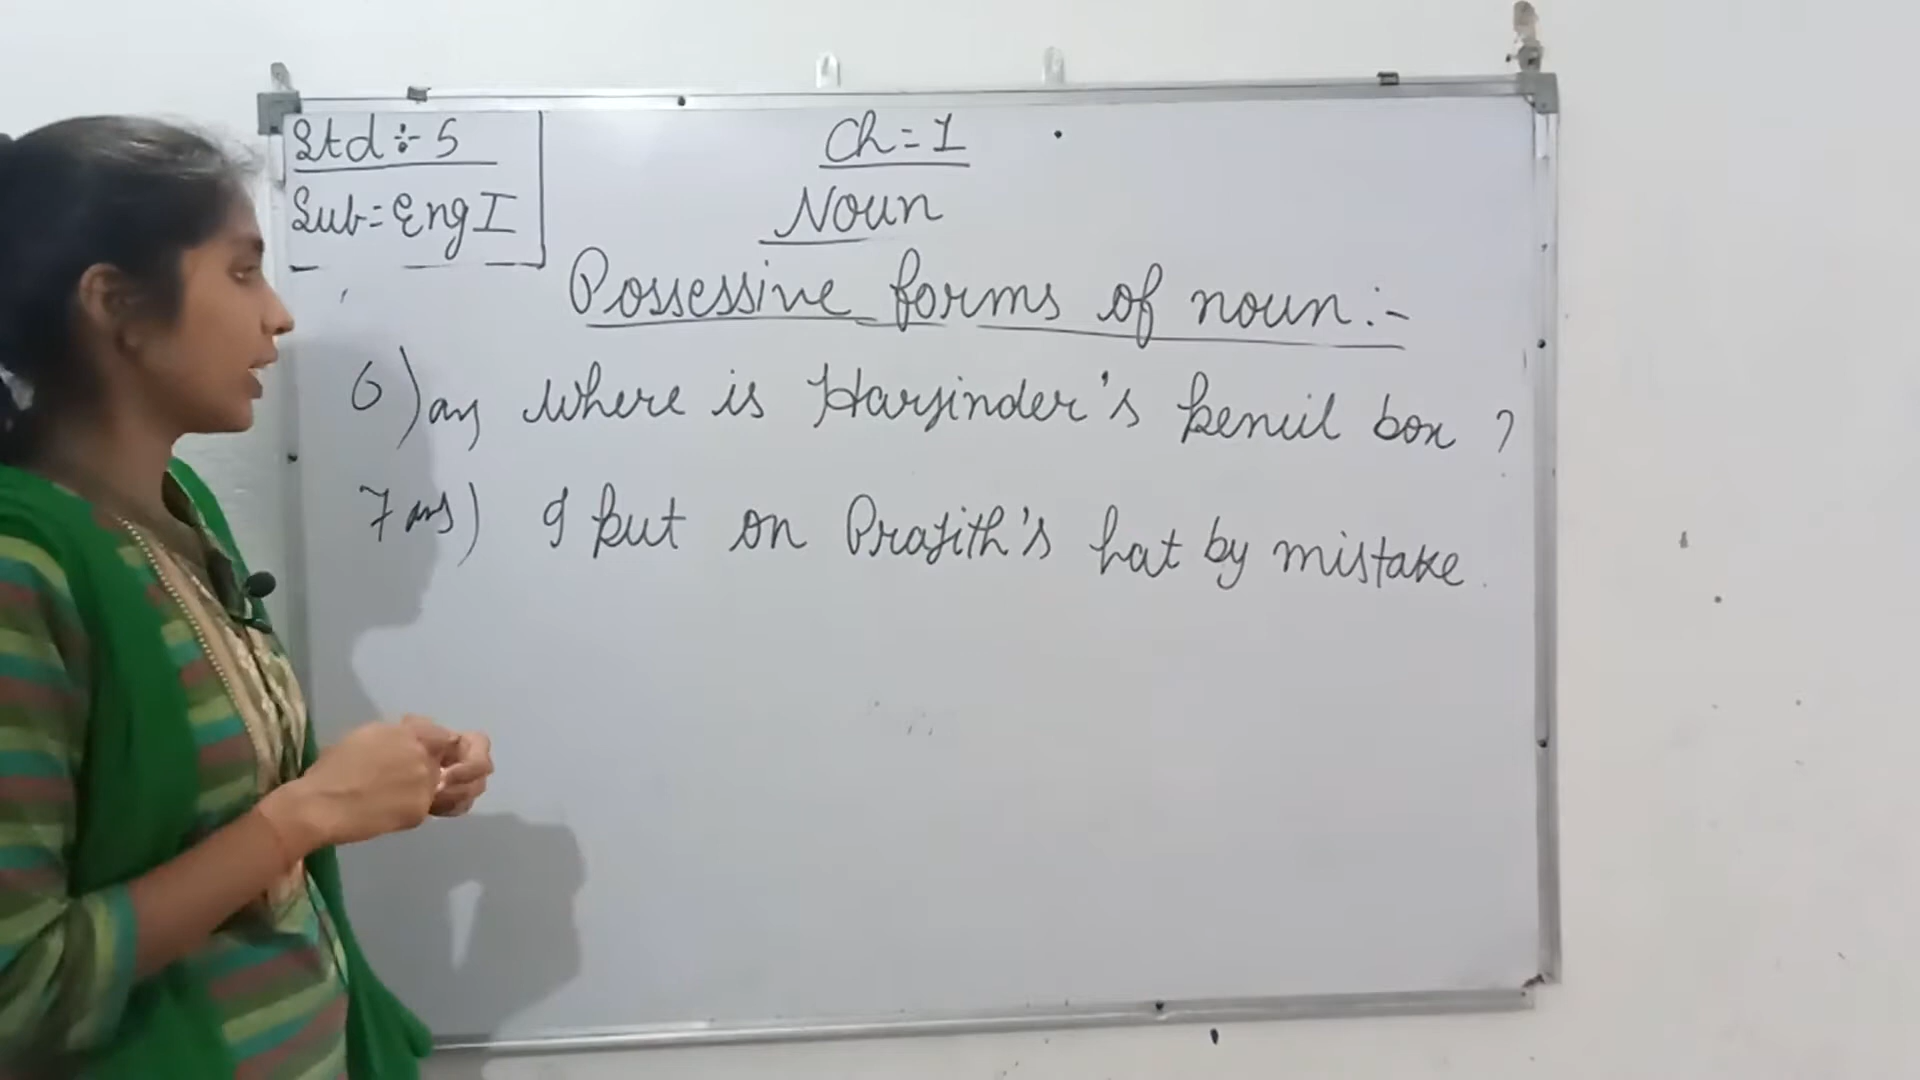 Std :- 5
Sub = Eng I
Ch = 1
Noun
Possessive forms of noun :-
6) ans where is Harjinder's pencil box ?
7 ans) I put on Prajith's hat by mistake.